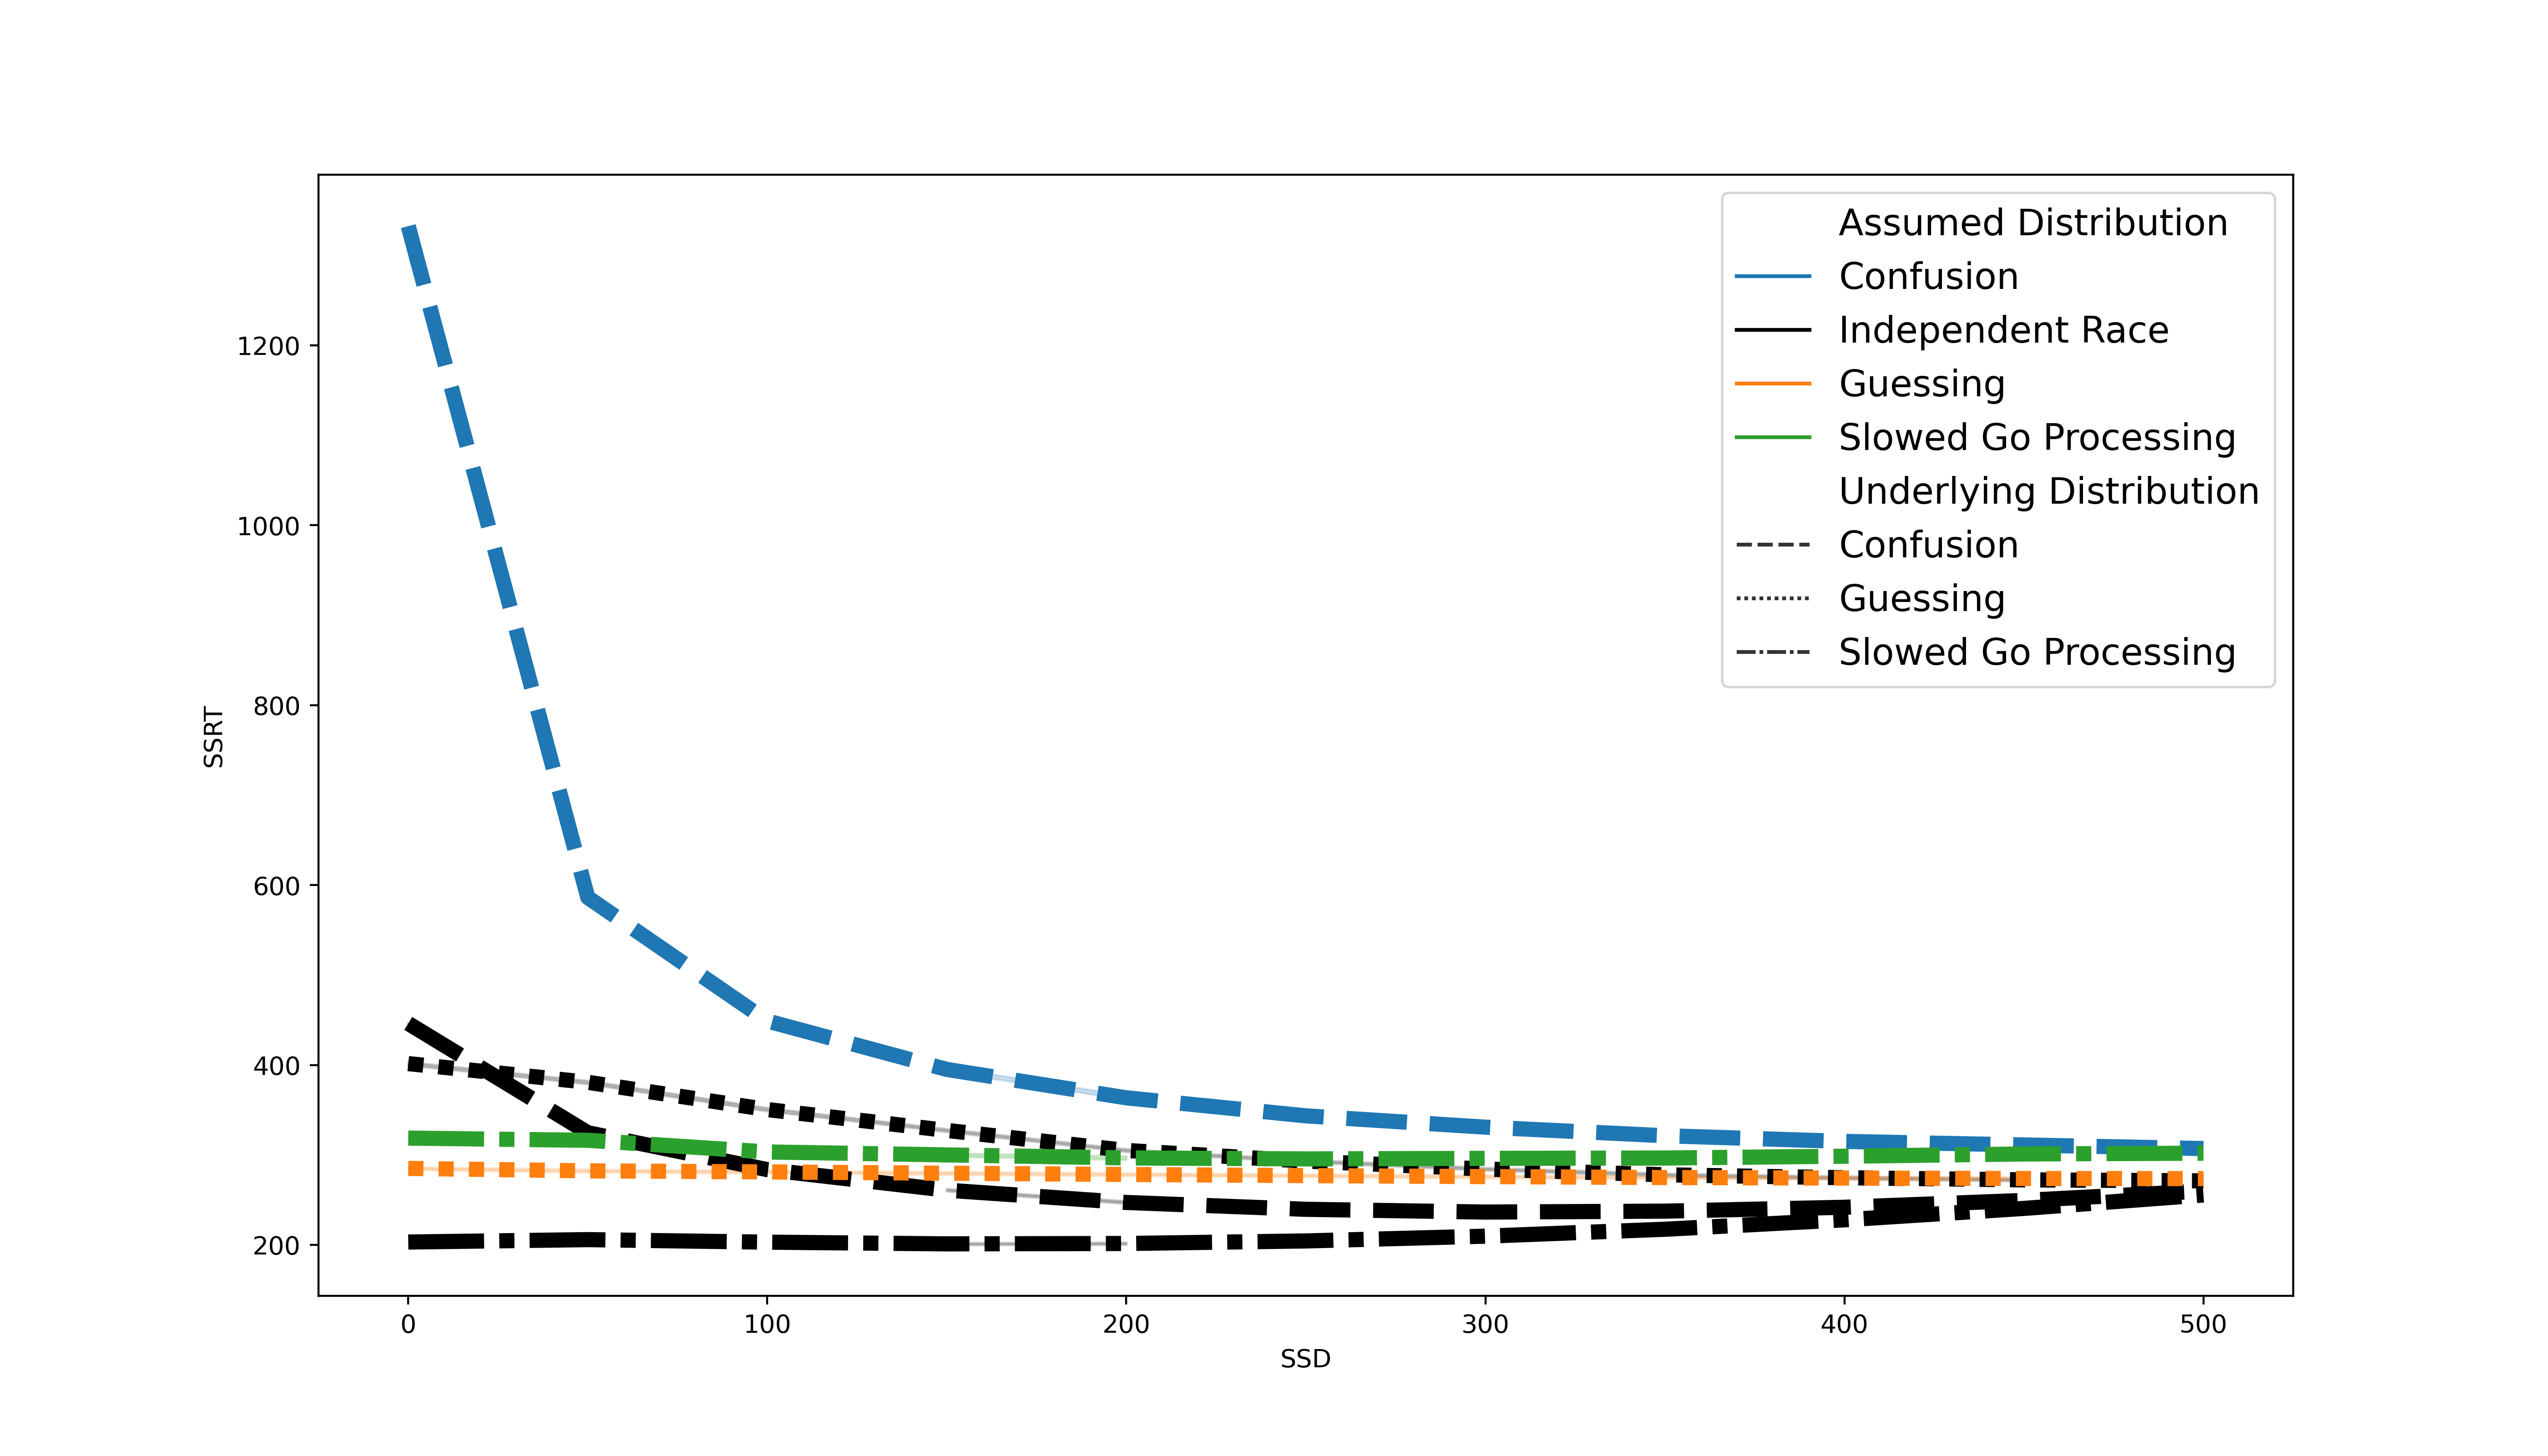 Assumed Distribution
Confusion
Independent Race
Guessing
Slowed Go Processing
Underlying Distribution
Confusion
Guessing
Slowed Go Processing
1200
1000
800
600
400
200
SSRT
0 100 200 300 400 500
SSD